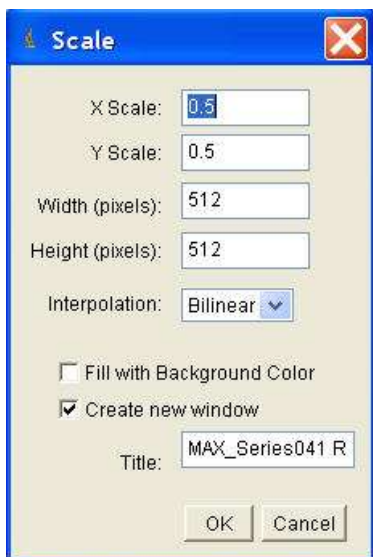 Scale
X Scale: 0.5
Y Scale: 0.5
Width (pixels): 512
Height (pixels): 512
Interpolation: Bilinear
Fill with Background Color
Create new window
Title: MAX_Series041 R
OK Cancel